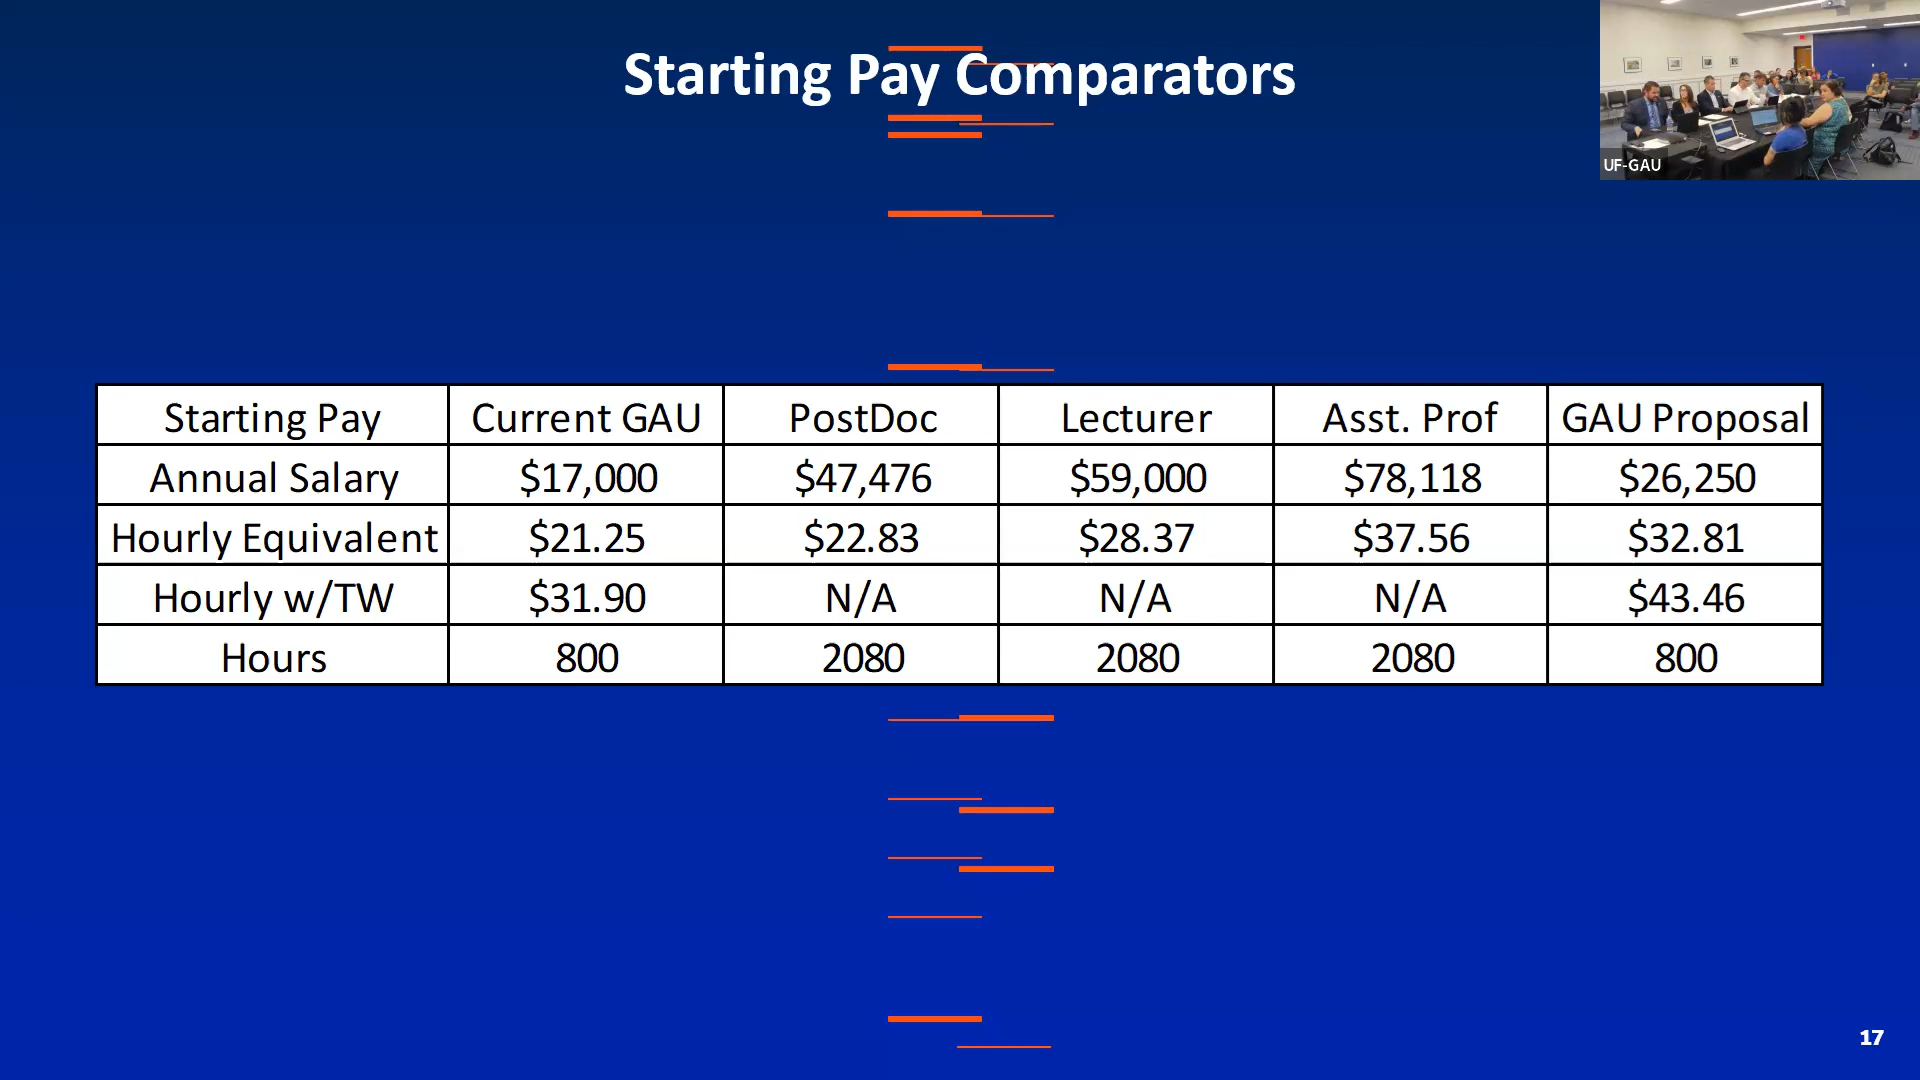 Starting Pay Comparators
UF-GAU
Starting Pay Current GAU PostDoc Lecturer Asst. Prof GAU Proposal
Annual Salary $17,000 $47,476 $59,000 $78,118 $26,250
Hourly Equivalent $21.25 $22.83 $28.37 $37.56 $32.81
Hourly w/TW $31.90 N/A N/A N/A $43.46
Hours 800 2080 2080 2080 800
17